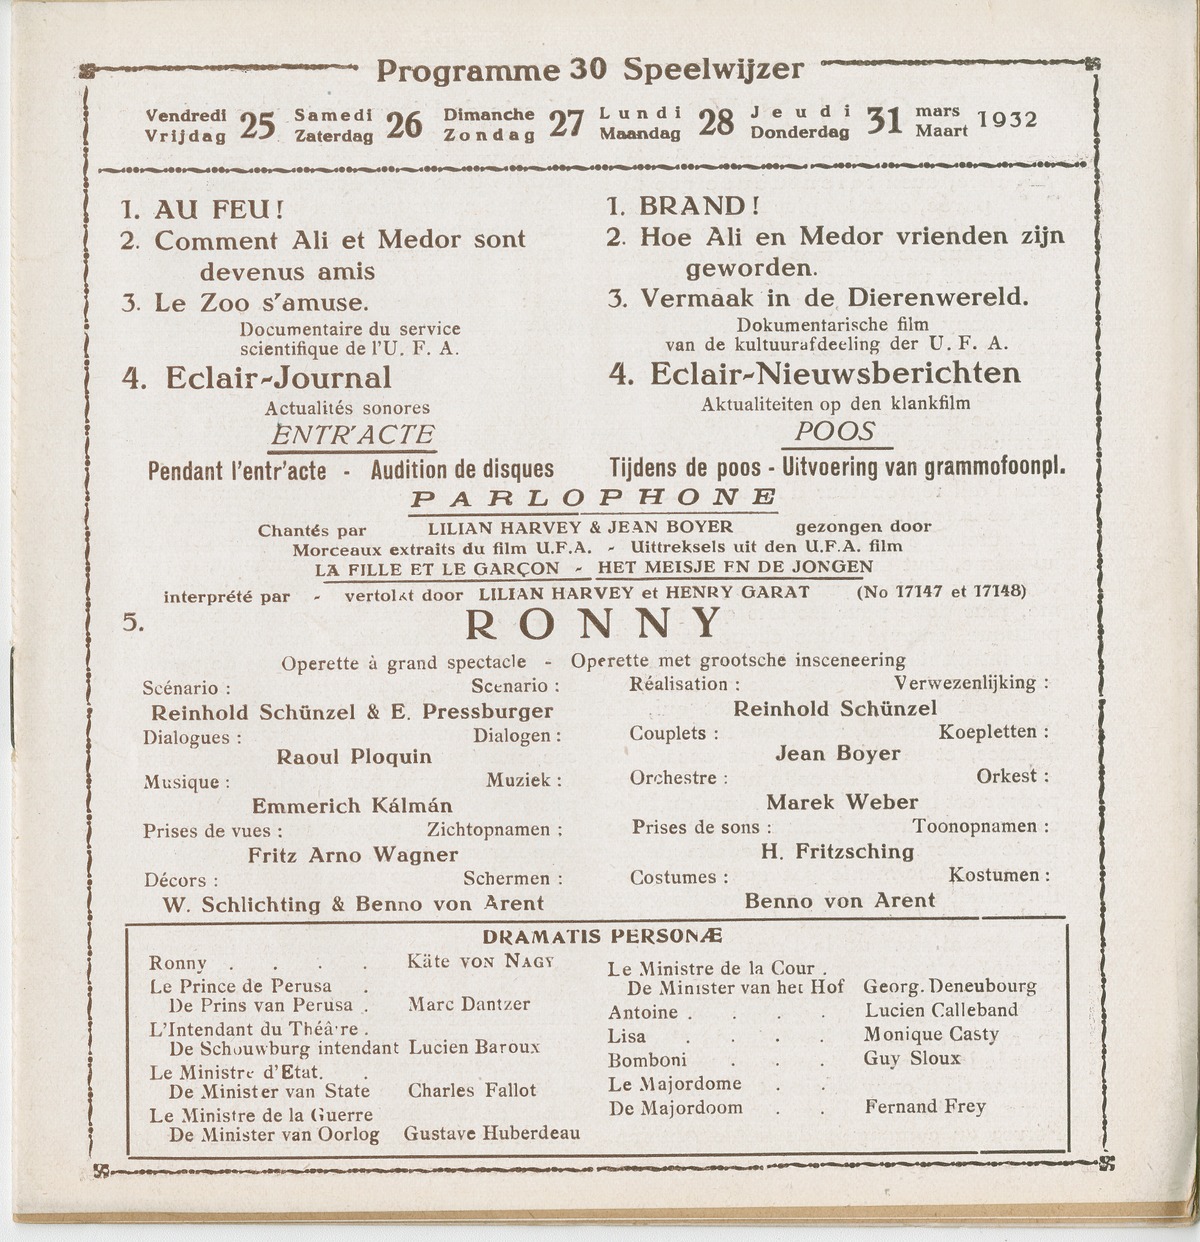 Programme 30 Speelwijzer
Vendredi Vrijdag 25 Samedi Zaterdag 26 Dimanche Zondag 27 Lundi Maandag 28 Jeudi Donderdag 31 mars Maart 1932
1. AU FEU!
2. Comment Ali et Medor sont
devenus amis
3. Le Zoo s'amuse.
Documentaire du service
scientifique de l'U. F. A.
4. Eclair-Journal
Actualités sonores
ENTR'ACTE
Pendant l'entr'acte - Audition de disques
1. BRAND!
2. Hoe Ali en Medor vrienden zijn
geworden.
3. Vermaak in de Dierenwereld.
Dokumentarische film
van de kultuurafdeeling der U. F. A.
4. Eclair-Nieuwsberichten
Aktualiteiten op den klankfilm
POOS
Tijdens de poos - Uitvoering van grammofoonpl.
PARLOPHONE
Chantés par LILIAN HARVEY & JEAN BOYER gezongen door
Morceaux extraits du film U.F.A. - Uittreksels uit den U.F.A. film
LA FILLE ET LE GARÇON - HET MEISJE FN DE JONGEN
interprété par - vertolkt door LILIAN HARVEY et HENRY GARAT (No 17147 et 17148)
5. RONNY
Operette à grand spectacle - Operette met grootsche insceneering
Scénario : Scenario :
Reinhold Schünzel & E. Pressburger
Dialogues : Dialogen :
Raoul Ploquin
Musique : Muziek :
Emmerich Kálmán
Prises de vues : Zichtopnamen :
Fritz Arno Wagner
Décors : Schermen :
W. Schlichting & Benno von Arent
Réalisation : Verwezenlijking :
Reinhold Schünzel
Couplets : Koepletten :
Jean Boyer
Orchestre : Orkest :
Marek Weber
Prises de sons : Toonopnamen :
H. Fritzsching
Costumes : Kostumen :
Benno von Arent
DRAMATIS PERSONÆ
Ronny . . . . Käte VON NAGY
Le Prince de Perusa .
De Prins van Perusa . Marc Dantzer
L'Intendant du Théâtre .
De Schouwburg intendant Lucien Baroux
Le Ministre d'Etat. .
De Minister van State Charles Fallot
Le Ministre de la Guerre
De Minister van Oorlog Gustave Huberdeau
Le Ministre de la Cour .
De Minister van het Hof Georg. Deneubourg
Antoine . . . . Lucien Calleband
Lisa . . . . Monique Casty
Bomboni . . . Guy Sloux
Le Majordome . .
De Majordoom . . Fernand Frey